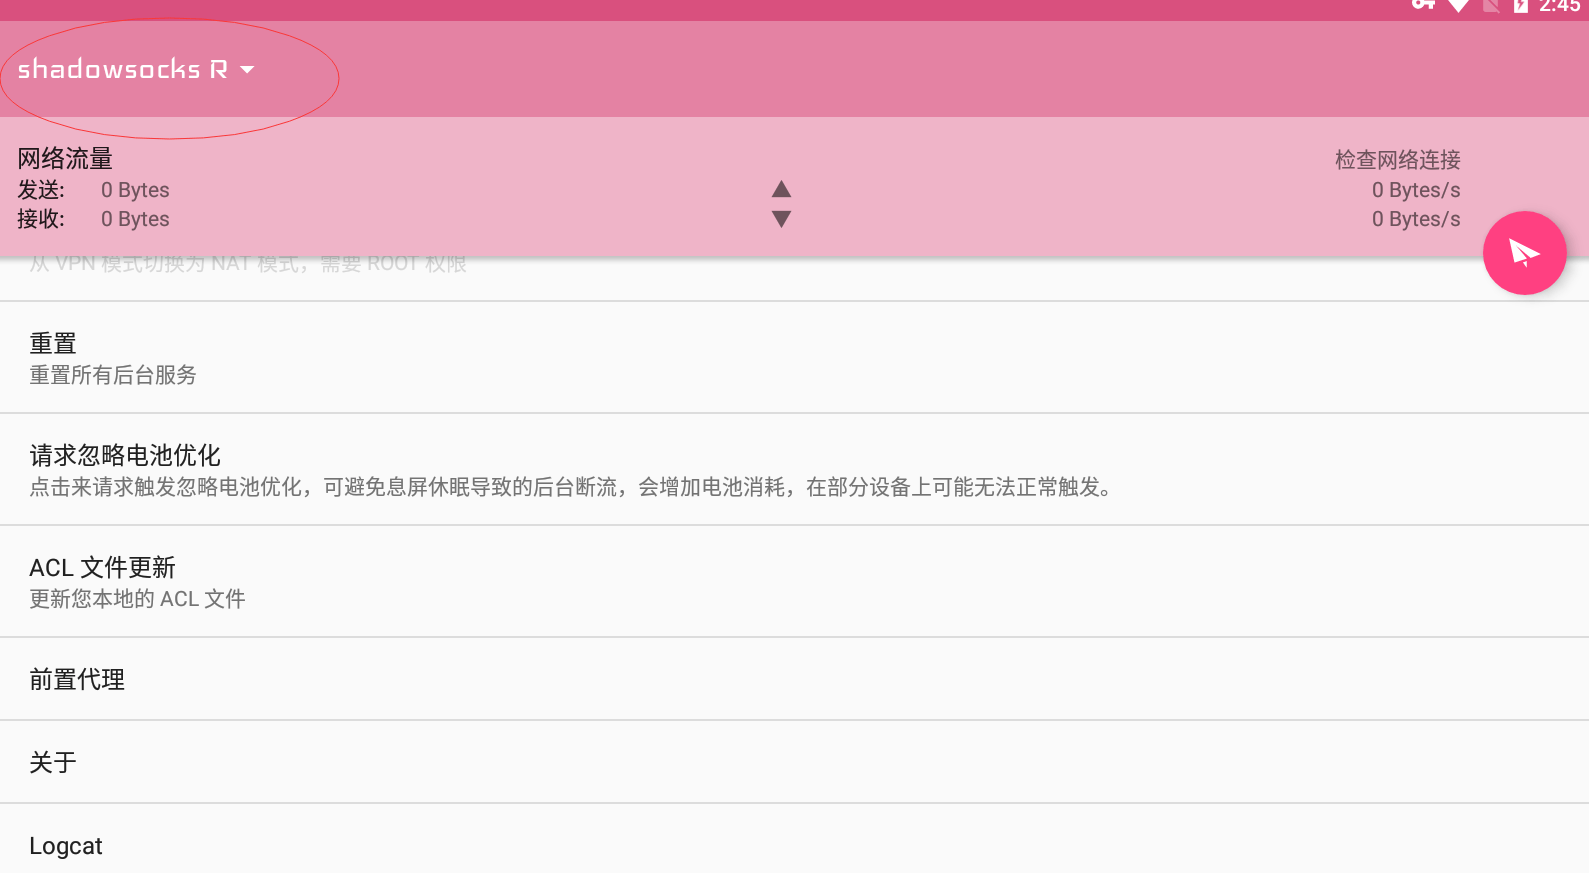 2:45
shadowsocks R
网络流量
检查网络连接
发送: 0 Bytes
0 Bytes/s
接收: 0 Bytes
0 Bytes/s
从 VPN 模式切换为 NAT 模式，需要 ROOT 权限
重置
重置所有后台服务
请求忽略电池优化
点击来请求触发忽略电池优化，可避免息屏休眠导致的后台断流，会增加电池消耗，在部分设备上可能无法正常触发。
ACL 文件更新
更新您本地的 ACL 文件
前置代理
关于
Logcat